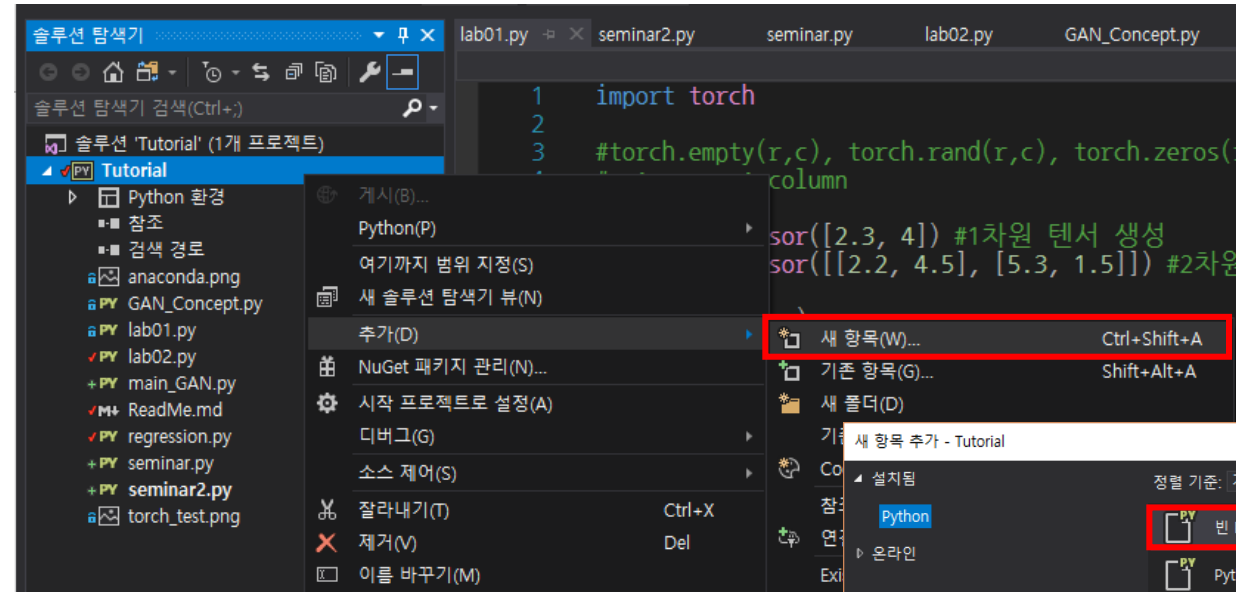 솔루션 탐색기
솔루션 탐색기 검색(Ctrl+;)
솔루션 'Tutorial' (1개 프로젝트)
Tutorial
Python 환경
참조
검색 경로
anaconda.png
GAN_Concept.py
lab01.py
lab02.py
main_GAN.py
ReadMe.md
regression.py
seminar.py
seminar2.py
torch_test.png
lab01.py seminar2.py seminar.py lab02.py GAN_Concept.py
1 import torch
2
3 #torch.empty(r,c), torch.rand(r,c), torch.zeros(
column
sor([2.3, 4]) #1차원 텐서 생성
sor([[2.2, 4.5], [5.3, 1.5]]) #2차원
게시(B)...
Python(P)
여기까지 범위 지정(S)
새 솔루션 탐색기 뷰(N)
추가(D)
NuGet 패키지 관리(N)...
시작 프로젝트로 설정(A)
디버그(G)
소스 제어(S)
잘라내기(T) Ctrl+X
제거(V) Del
이름 바꾸기(M)
새 항목(W)... Ctrl+Shift+A
기존 항목(G)... Shift+Alt+A
새 폴더(D)
새 항목 추가 - Tutorial
설치됨
Python
온라인
정렬 기준:
빈